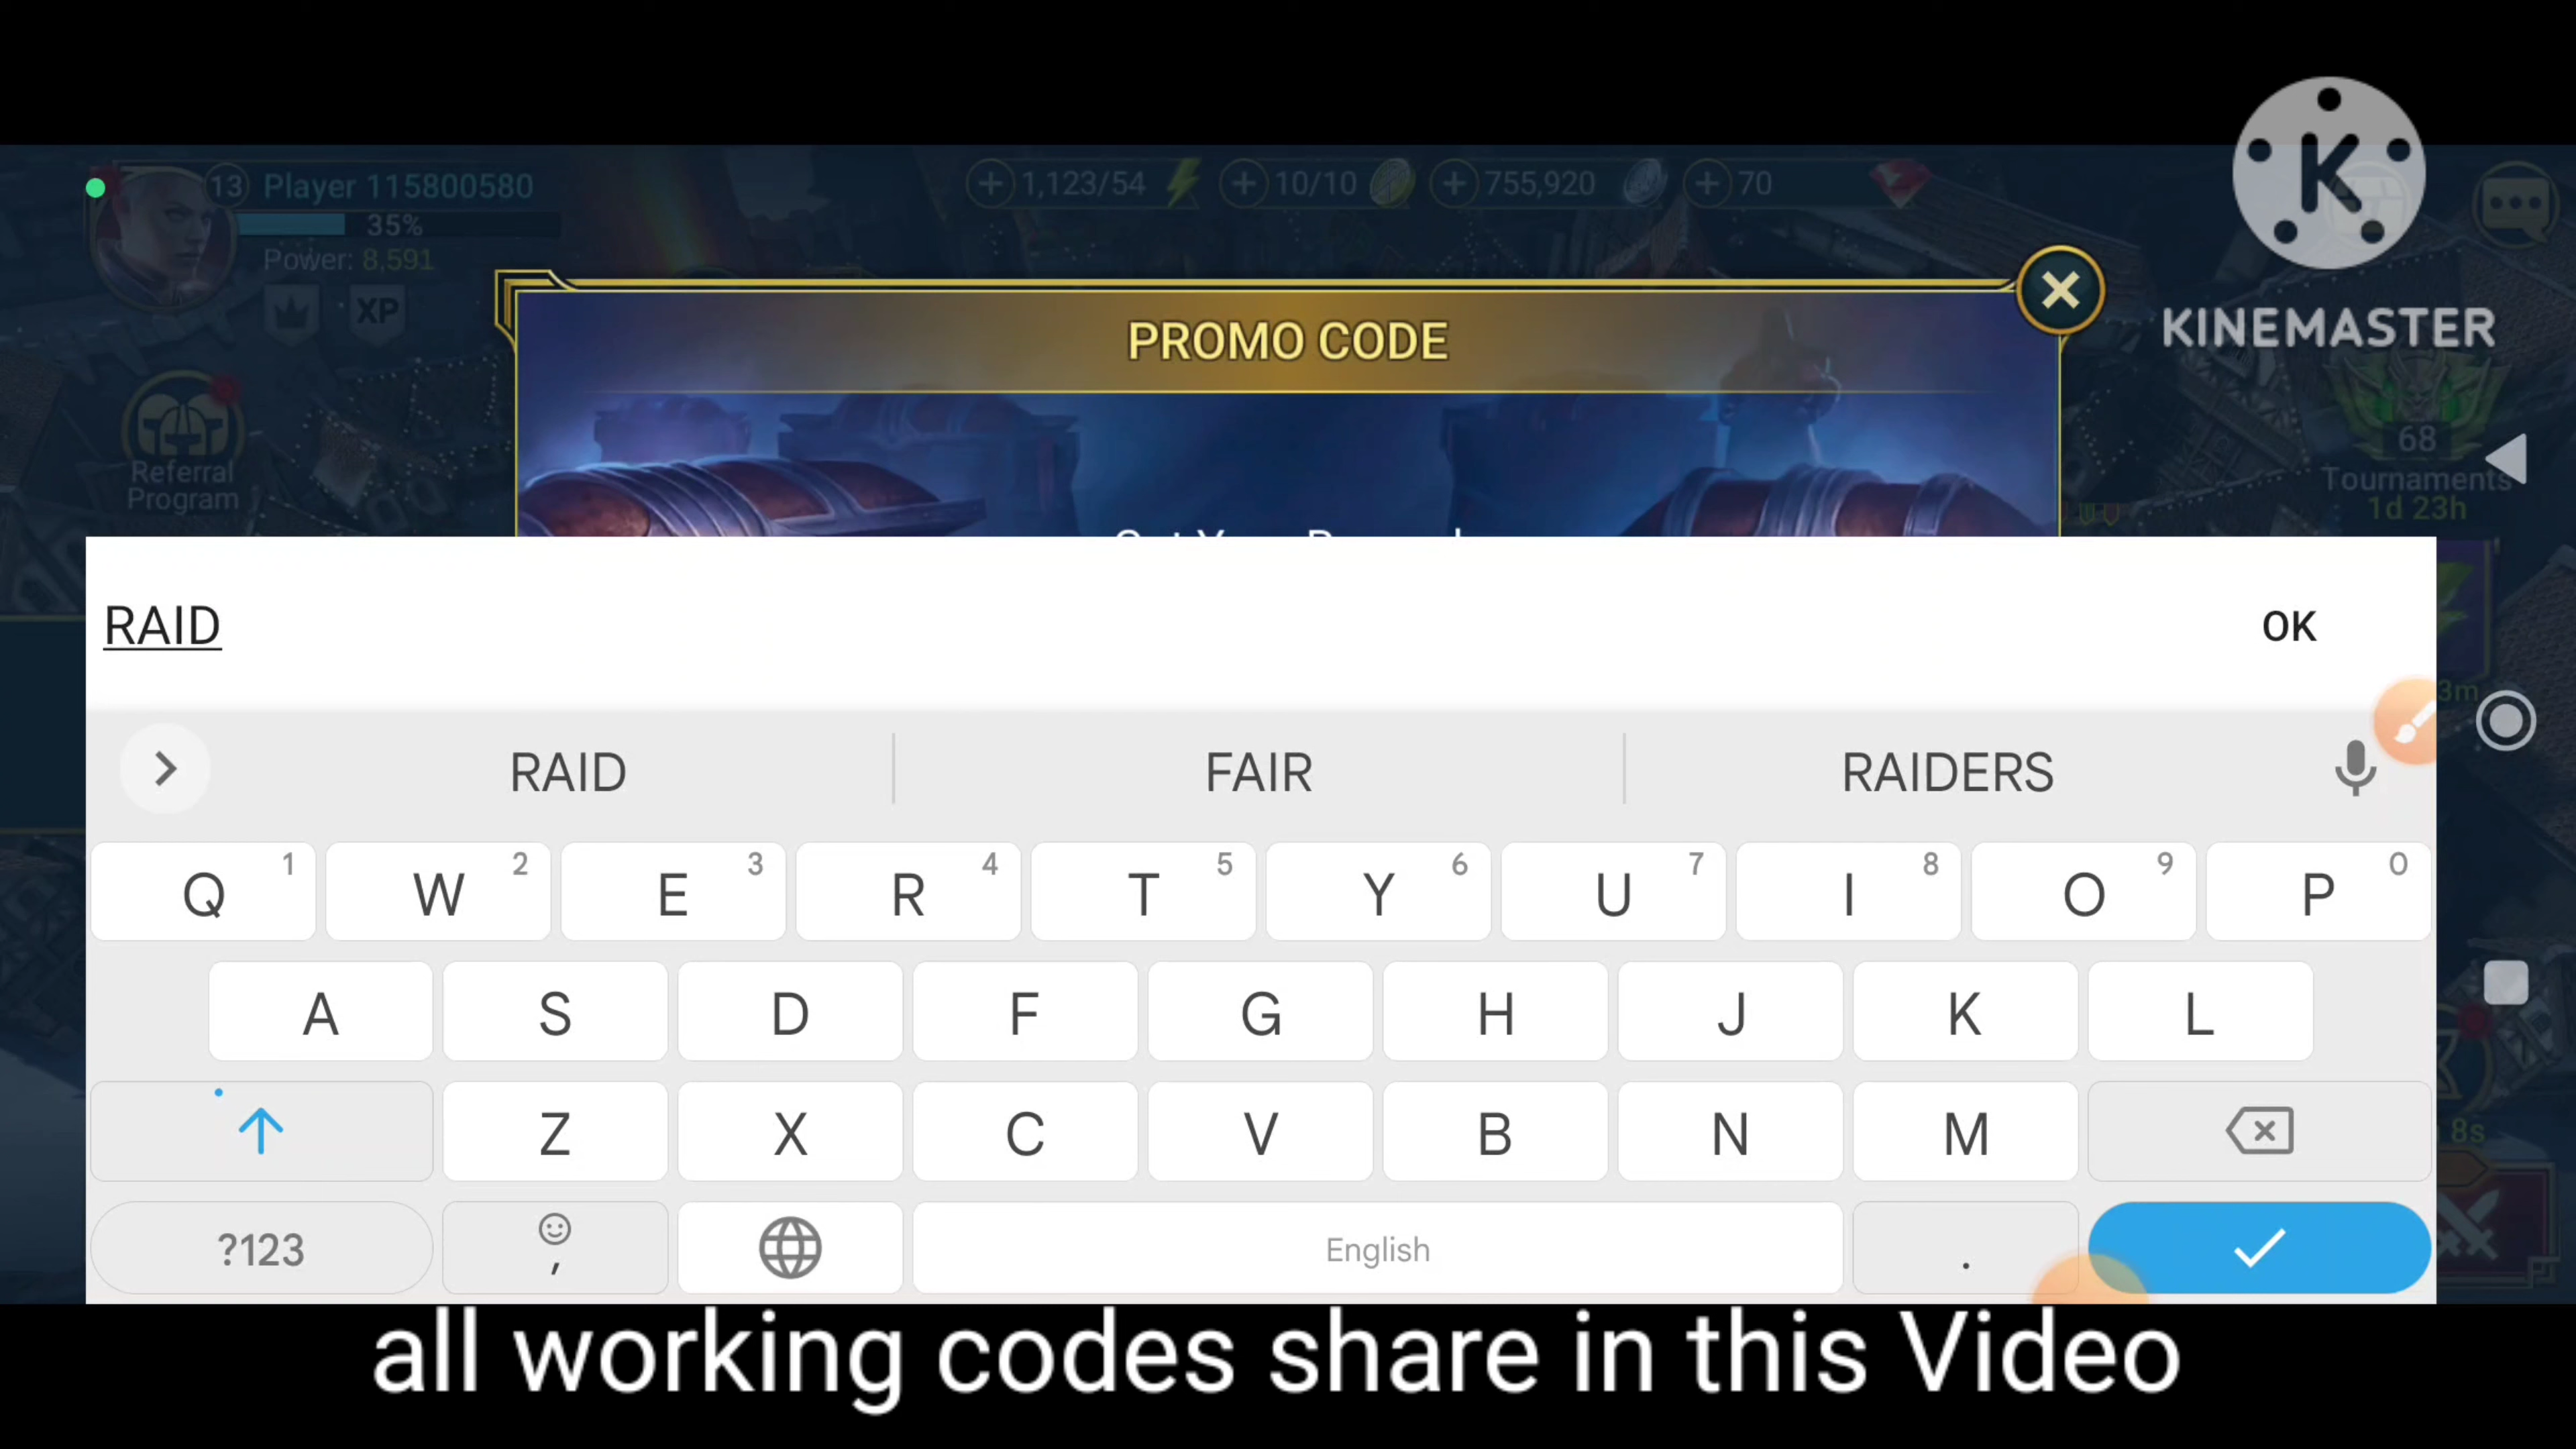 13 Player 115800580
35%
Power: 8,591
XP
1,123/54
10/10
755,920
70
K
KINEMASTER
PROMO CODE
Referral
Program
68
Tournaments
1d 23h
RAID
OK
3m
RAID FAIR RAIDERS
Q 1 W 2 E 3 R 4 T 5 Y 6 U 7 I 8 O 9 P 0
A S D F G H J K L
Z X C V B N M
8s
?123 , English .
all working codes share in this Video